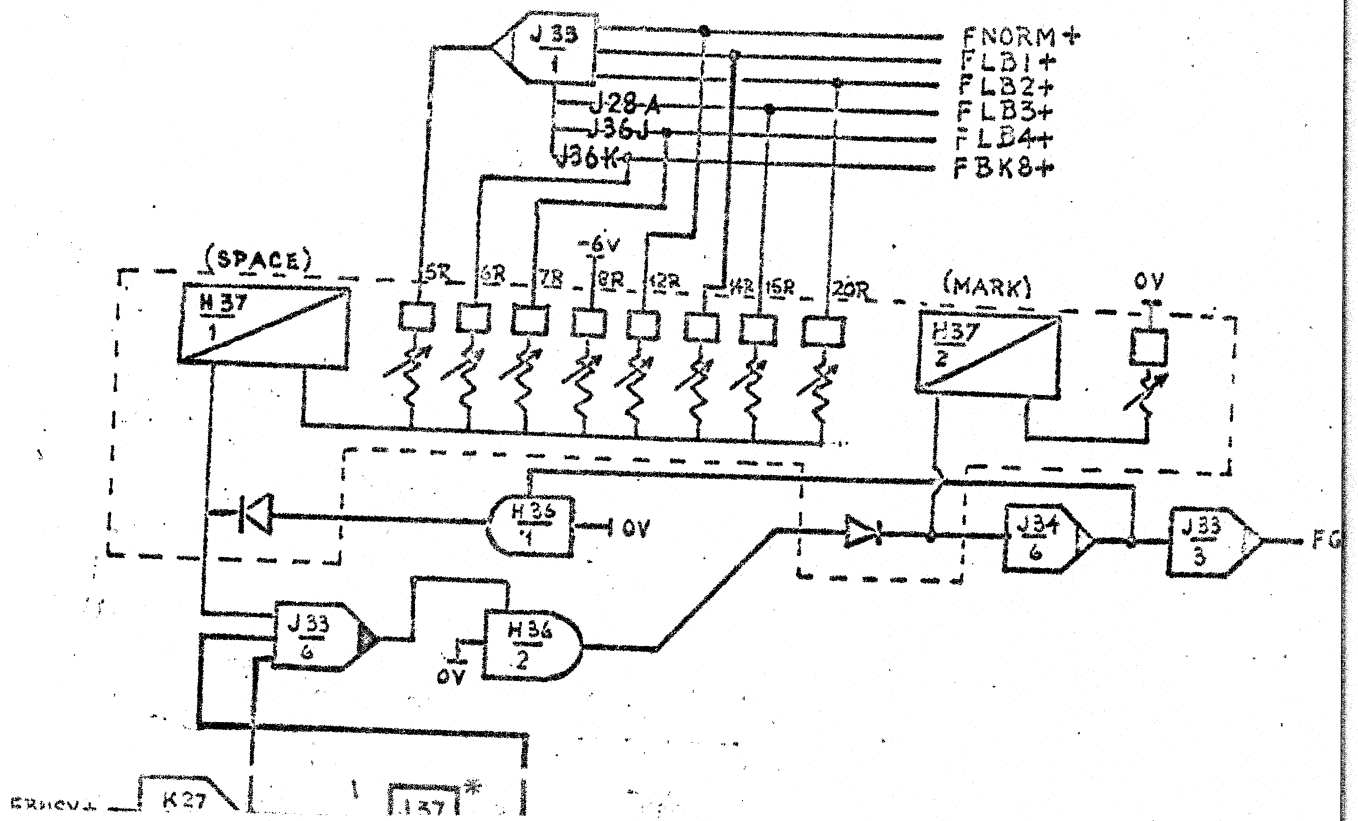 J33
1
FNORM+
FLB1+
FLB2+
J-28-A
FLB3+
J36J
FLB4+
J36K
FBK8+
(SPACE)
-6V
5R 6R 7R 8R 12R 14R 15R 20R
(MARK)
0V
H37
1
H37
2
H36
1
0V
J34
6
J33
3
FG
J33
6
H36
2
0V
K27
J37 *